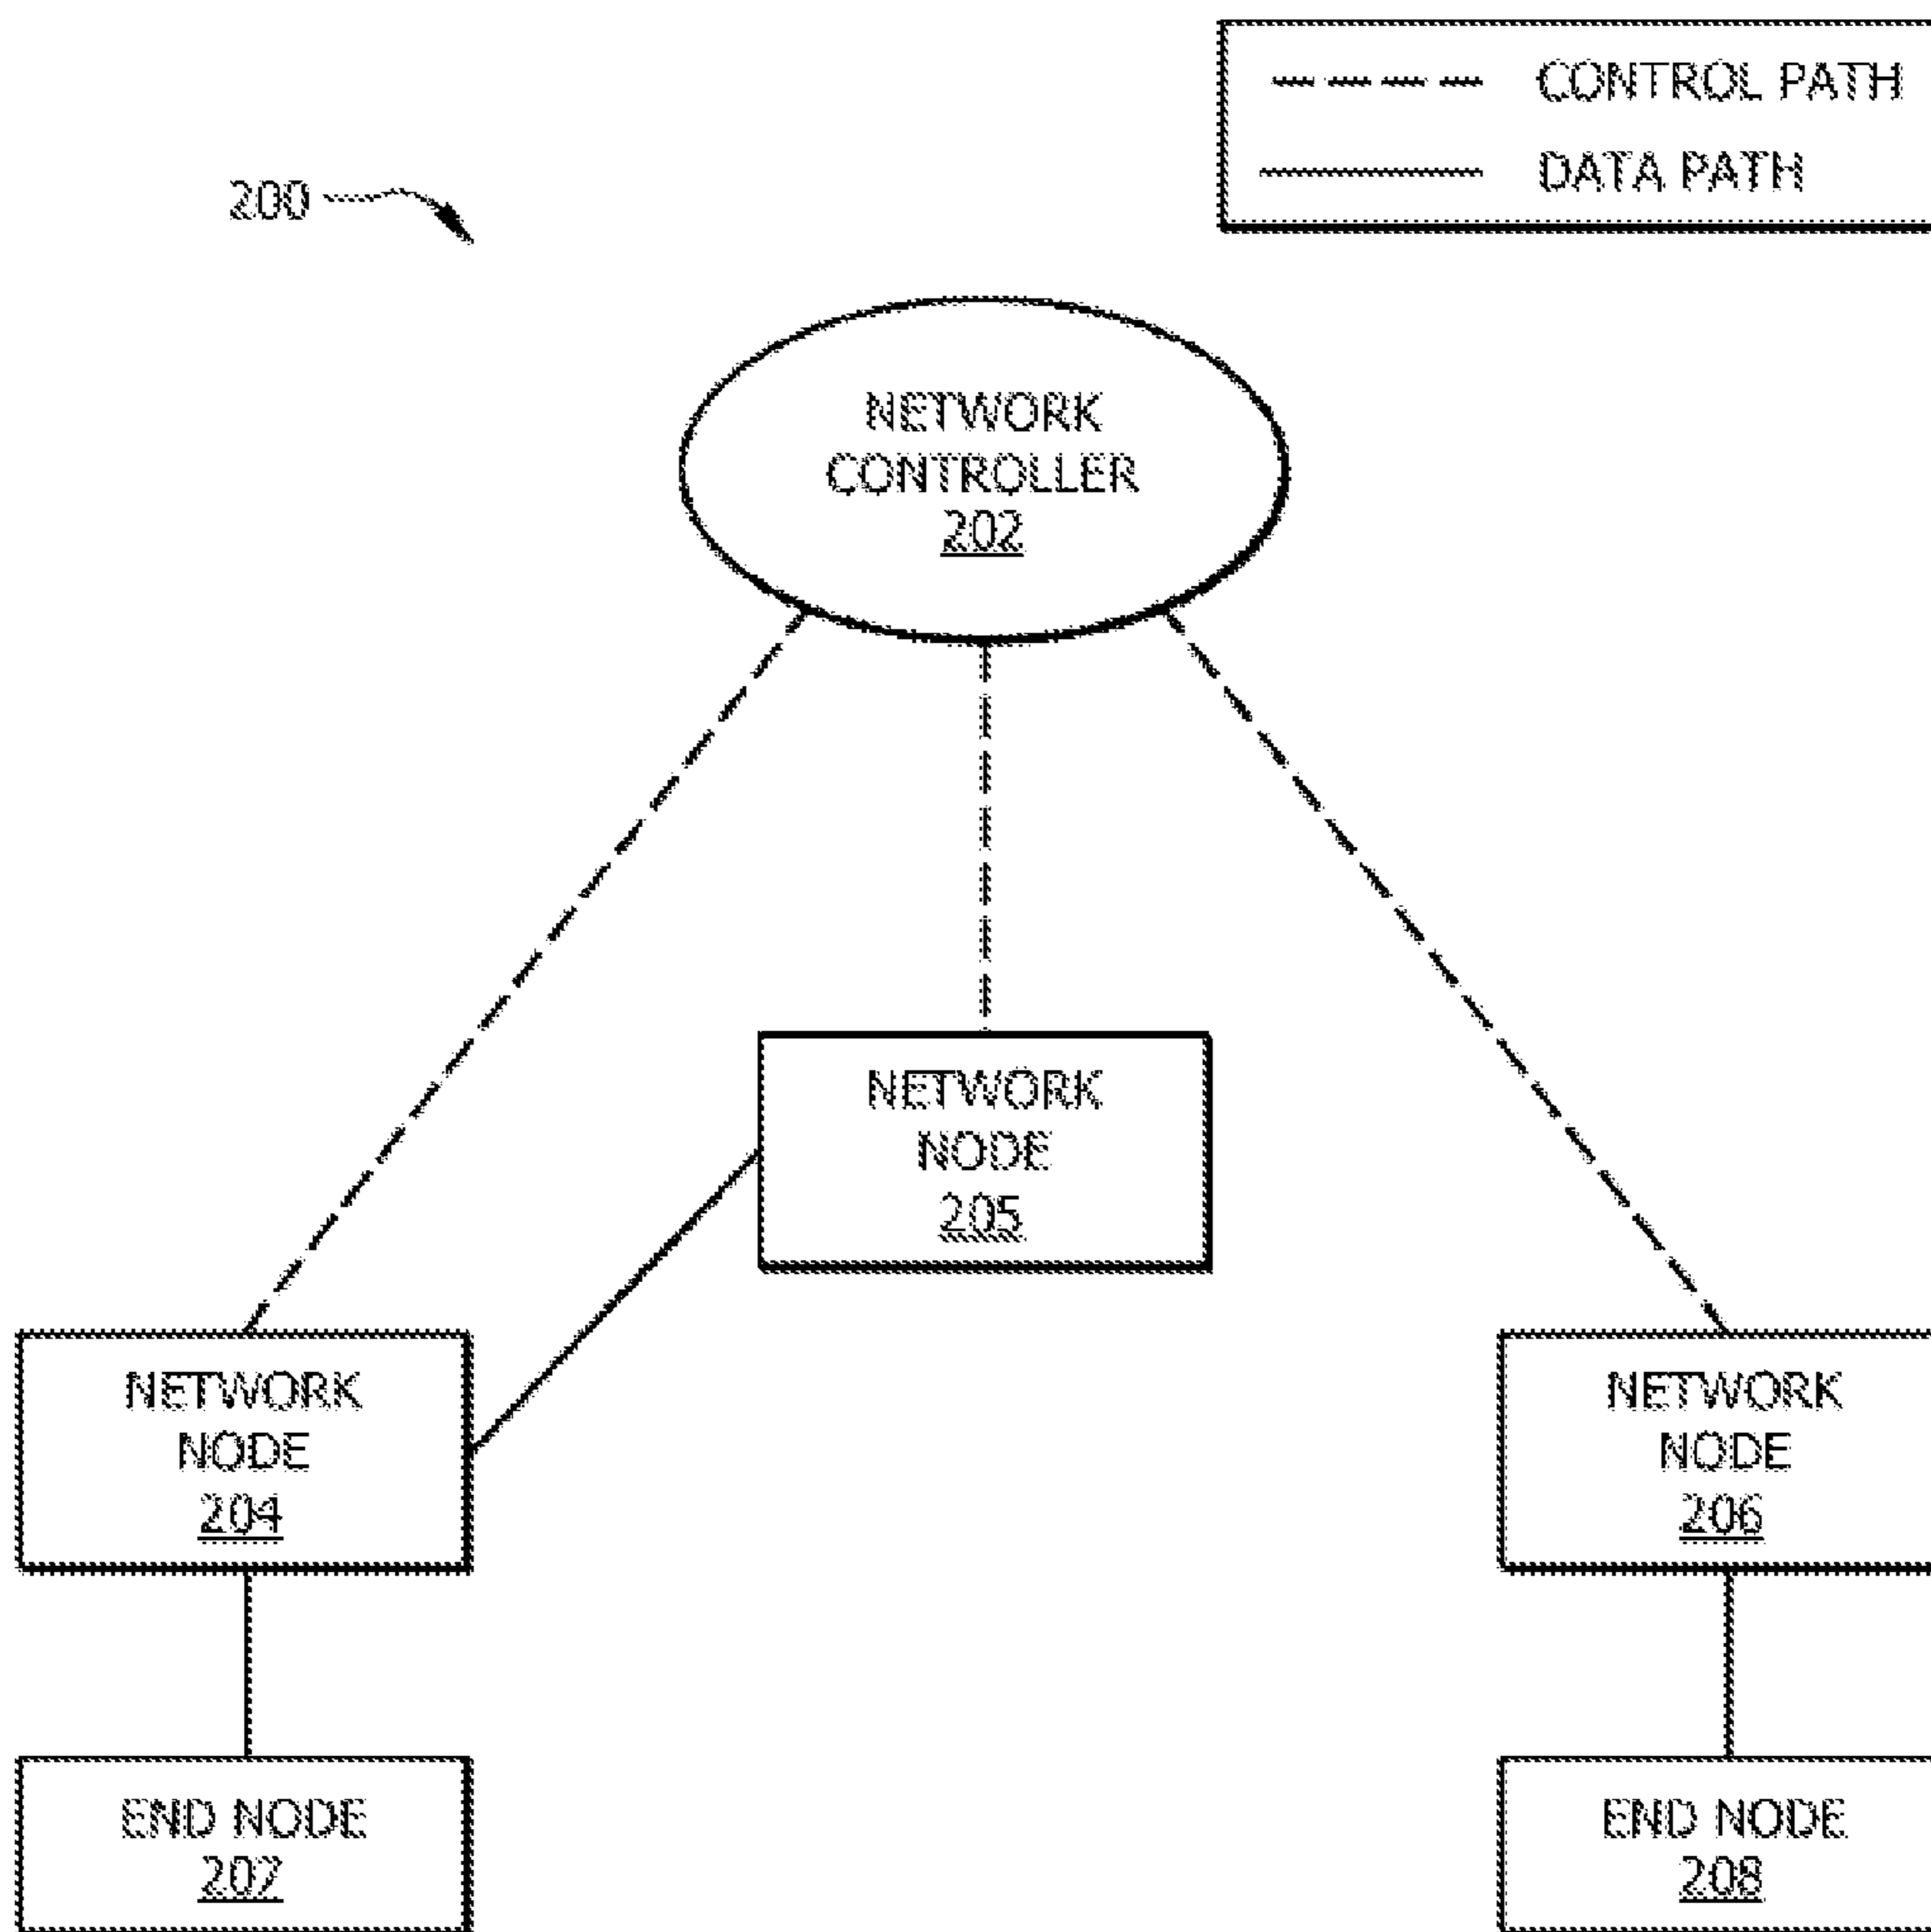 CONTROL PATH
DATA PATH
200
NETWORK
CONTROLLER
202
NETWORK
NODE
205
NETWORK
NODE
204
NETWORK
NODE
206
END NODE
207
END NODE
208